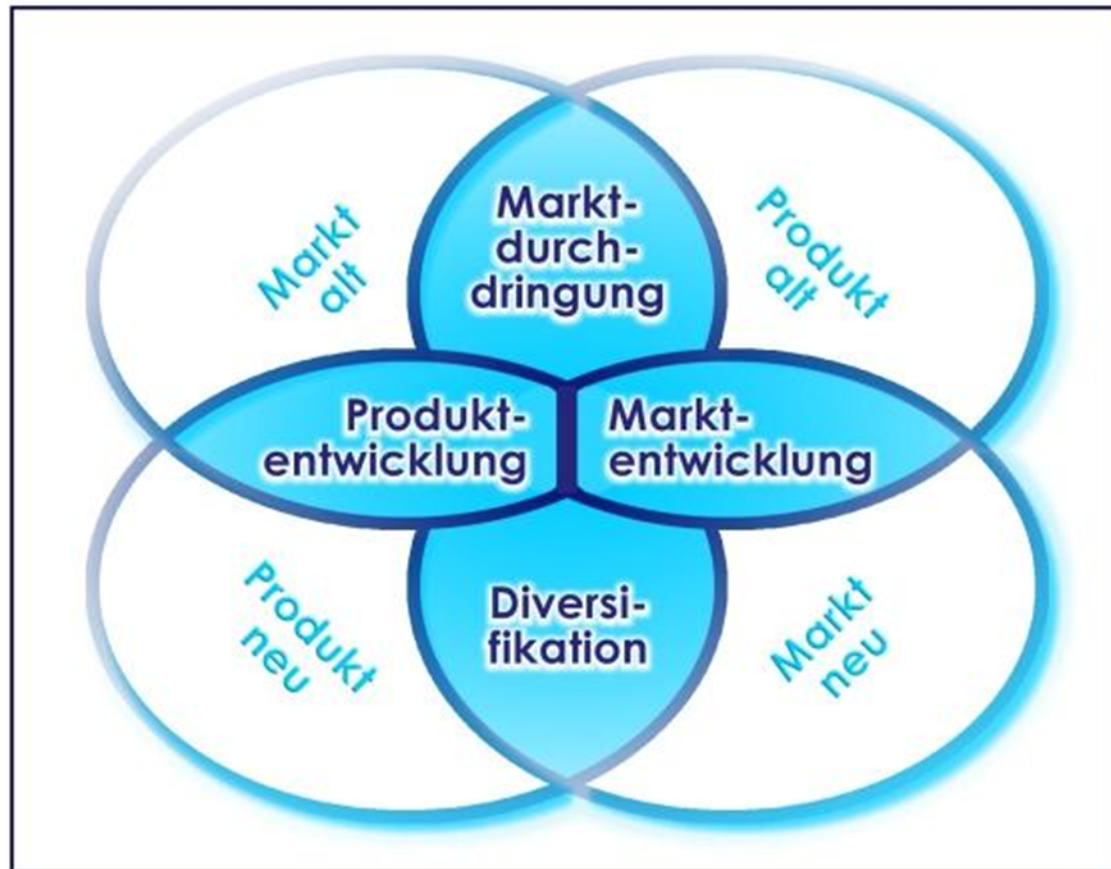 Markt
alt
Markt-
durch-
dringung
Produkt
alt
Produkt-
entwicklung
Markt-
entwicklung
Produkt
neu
Diversi-
fikation
Markt
neu